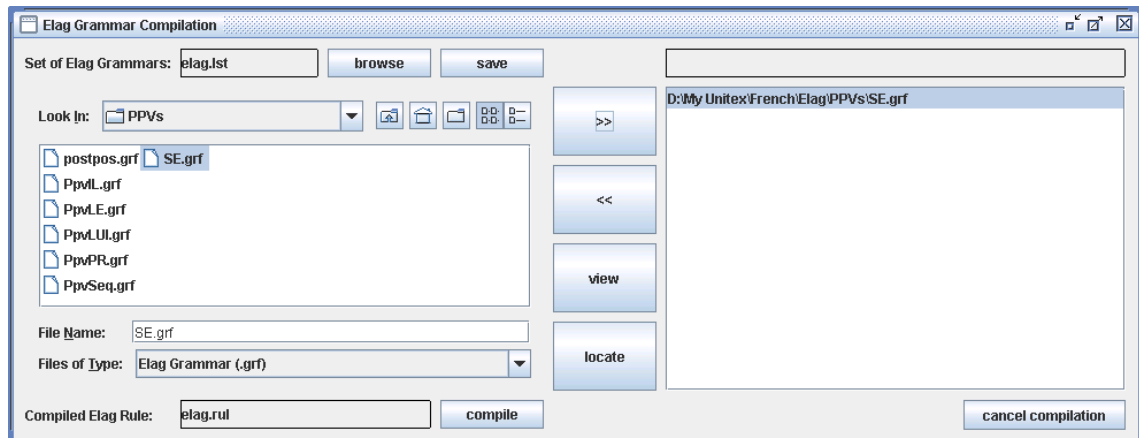 Elag Grammar Compilation
Set of Elag Grammars: elag.lst browse save
Look In: PPVs
postpos.grf SE.grf
PpvIL.grf
PpvLE.grf
PpvLUI.grf
PpvPR.grf
PpvSeq.grf
File Name: SE.grf
Files of Type: Elag Grammar (.grf)
Compiled Elag Rule: elag.rul compile
>>
<<
view
locate
D:\My Unitex\French\Elag\PPVs\SE.grf
cancel compilation